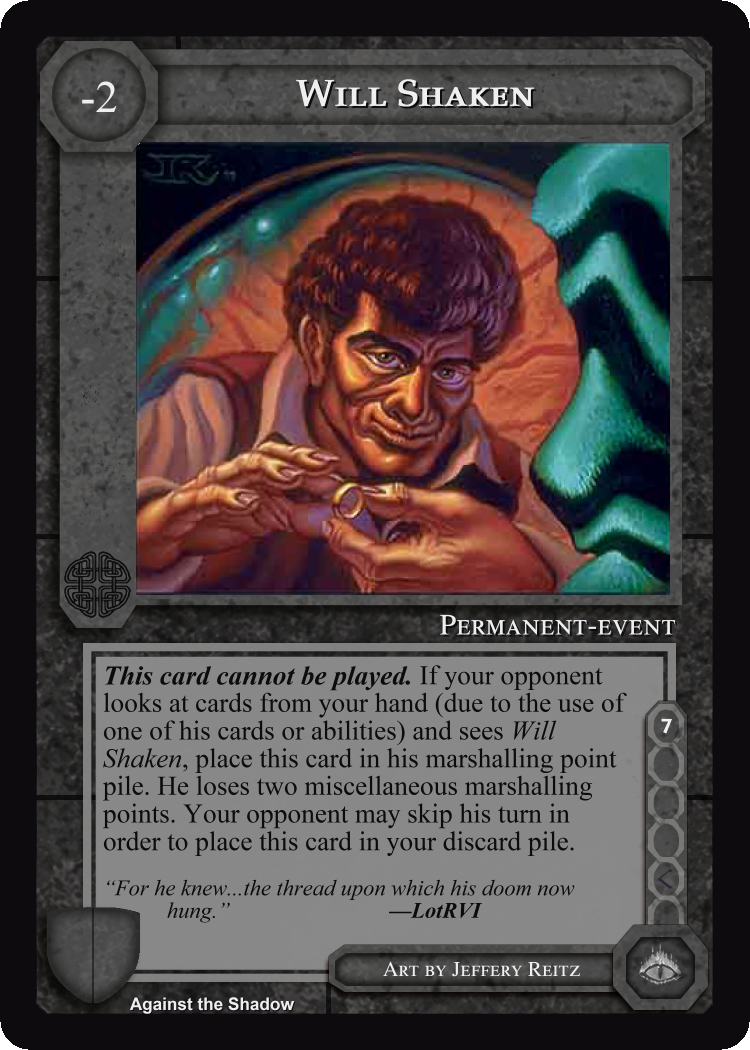 -2
WILL SHAKEN
JR
PERMANENT-EVENT
This card cannot be played. If your opponent
looks at cards from your hand (due to the use of
one of his cards or abilities) and sees Will
Shaken, place this card in his marshalling point
pile. He loses two miscellaneous marshalling
points. Your opponent may skip his turn in
order to place this card in your discard pile.
7
“For he knew...the thread upon which his doom now
hung.” —LotRVI
ART BY JEFFERY REITZ
Against the Shadow